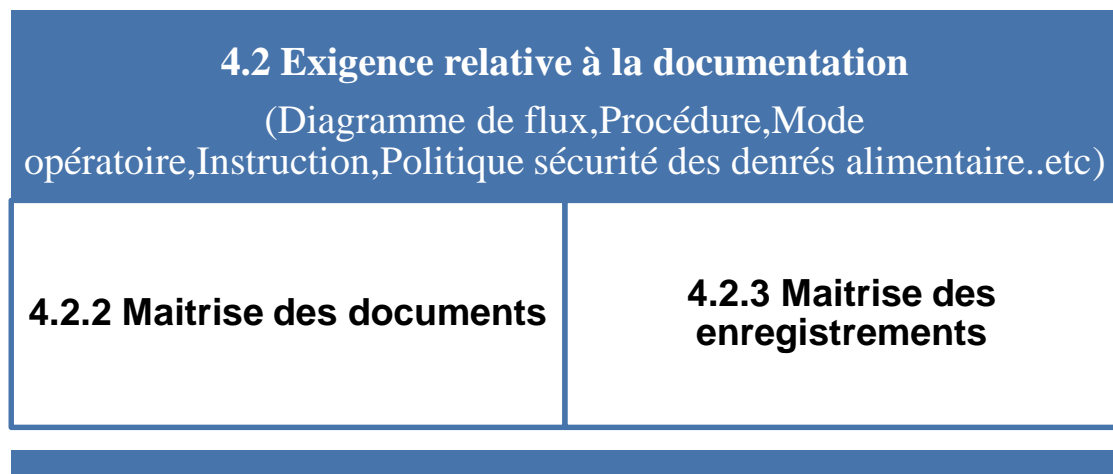 4.2 Exigence relative à la documentation
(Diagramme de flux,Procédure,Mode
opératoire,Instruction,Politique sécurité des denrés alimentaire..etc)
4.2.2 Maitrise des documents
4.2.3 Maitrise des
enregistrements